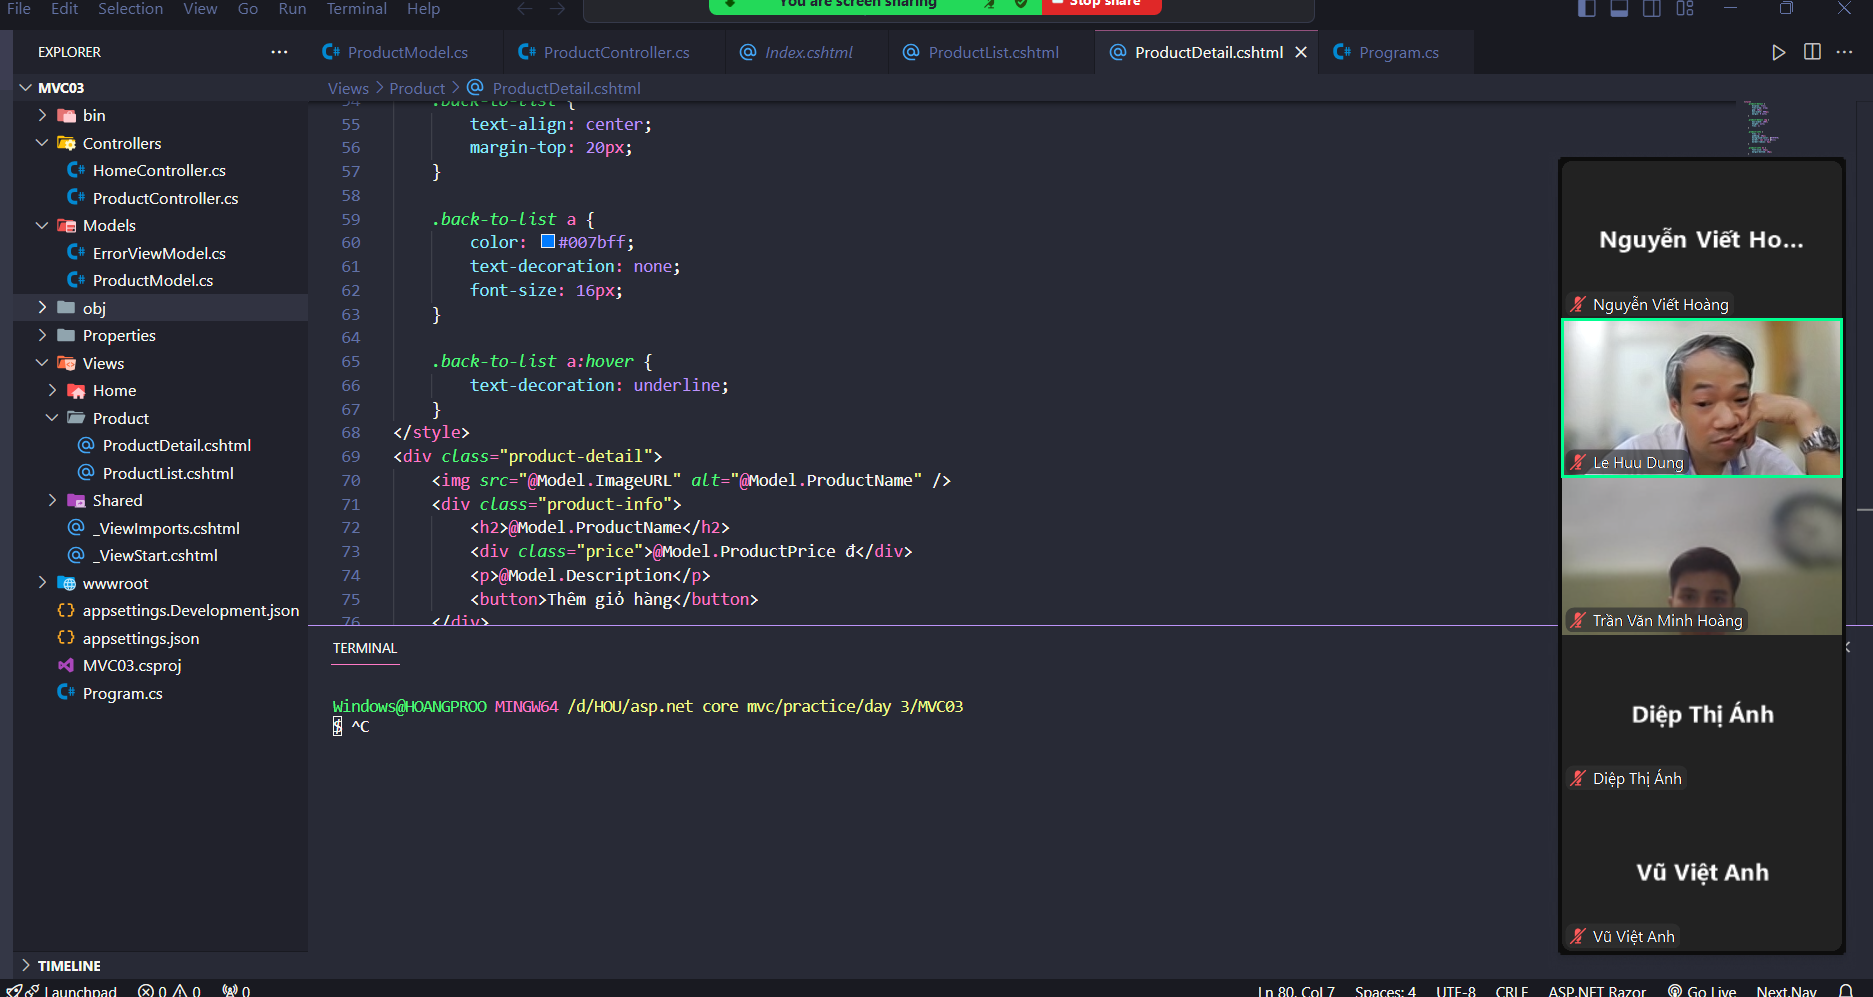 File Edit Selection View Go Run Terminal Help
You are screen sharing
Stop share
EXPLORER
ProductModel.cs
ProductController.cs
Index.cshtml
ProductList.cshtml
ProductDetail.cshtml
Program.cs
MVC03
bin
Controllers
HomeController.cs
ProductController.cs
Models
ErrorViewModel.cs
ProductModel.cs
obj
Properties
Views
Home
Product
ProductDetail.cshtml
ProductList.cshtml
Shared
_ViewImports.cshtml
_ViewStart.cshtml
wwwroot
appsettings.Development.json
appsettings.json
MVC03.csproj
Program.cs
TIMELINE
Views > Product > ProductDetail.cshtml
54 .back-to-list {
55 text-align: center;
56 margin-top: 20px;
57 }
58
59 .back-to-list a {
60 color: #007bff;
61 text-decoration: none;
62 font-size: 16px;
63 }
64
65 .back-to-list a:hover {
66 text-decoration: underline;
67 }
68 </style>
69 <div class="product-detail">
70 <img src="@Model.ImageURL" alt="@Model.ProductName" />
71 <div class="product-info">
72 <h2>@Model.ProductName</h2>
73 <div class="price">@Model.ProductPrice đ</div>
74 <p>@Model.Description</p>
75 <button>Thêm giỏ hàng</button>
76 </div>
TERMINAL
Windows@HOANGPROO MINGW64 /d/HOU/asp.net core mvc/practice/day 3/MVC03
$ ^C
Nguyễn Viết Ho...
Nguyễn Viết Hoàng
Le Huu Dung
Trần Văn Minh Hoàng
Diệp Thị Ánh
Diệp Thị Ánh
Vũ Việt Anh
Vũ Việt Anh
Launchpad 0 0 0
Ln 80, Col 7 Spaces: 4 UTF-8 CRLF ASP.NET Razor Go Live Next.Nav